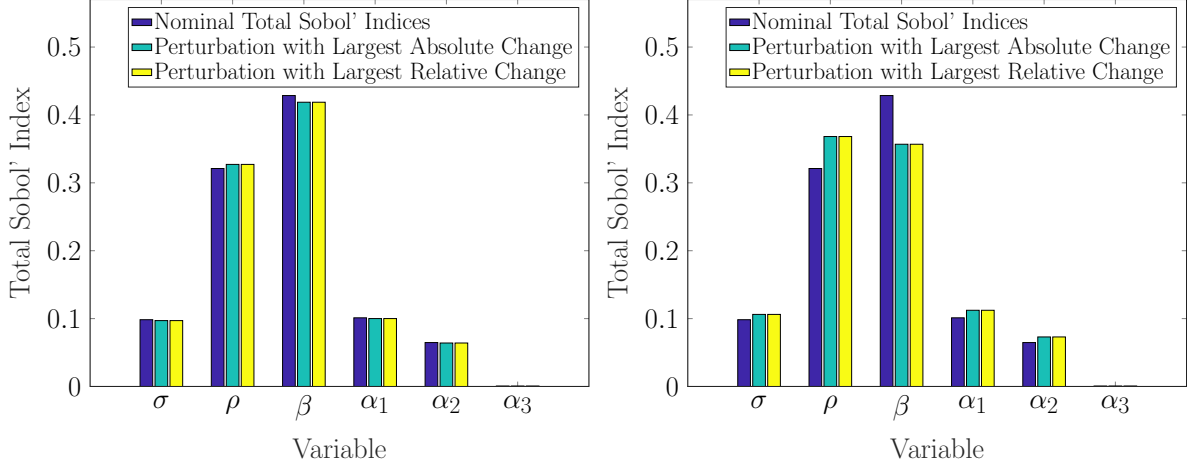 Nominal Total Sobol' Indices
Perturbation with Largest Absolute Change
Perturbation with Largest Relative Change
Total Sobol' Index
0.5
0.4
0.3
0.2
0.1
0
σ ρ β α1 α2 α3
Variable
Nominal Total Sobol' Indices
Perturbation with Largest Absolute Change
Perturbation with Largest Relative Change
Total Sobol' Index
0.5
0.4
0.3
0.2
0.1
0
σ ρ β α1 α2 α3
Variable